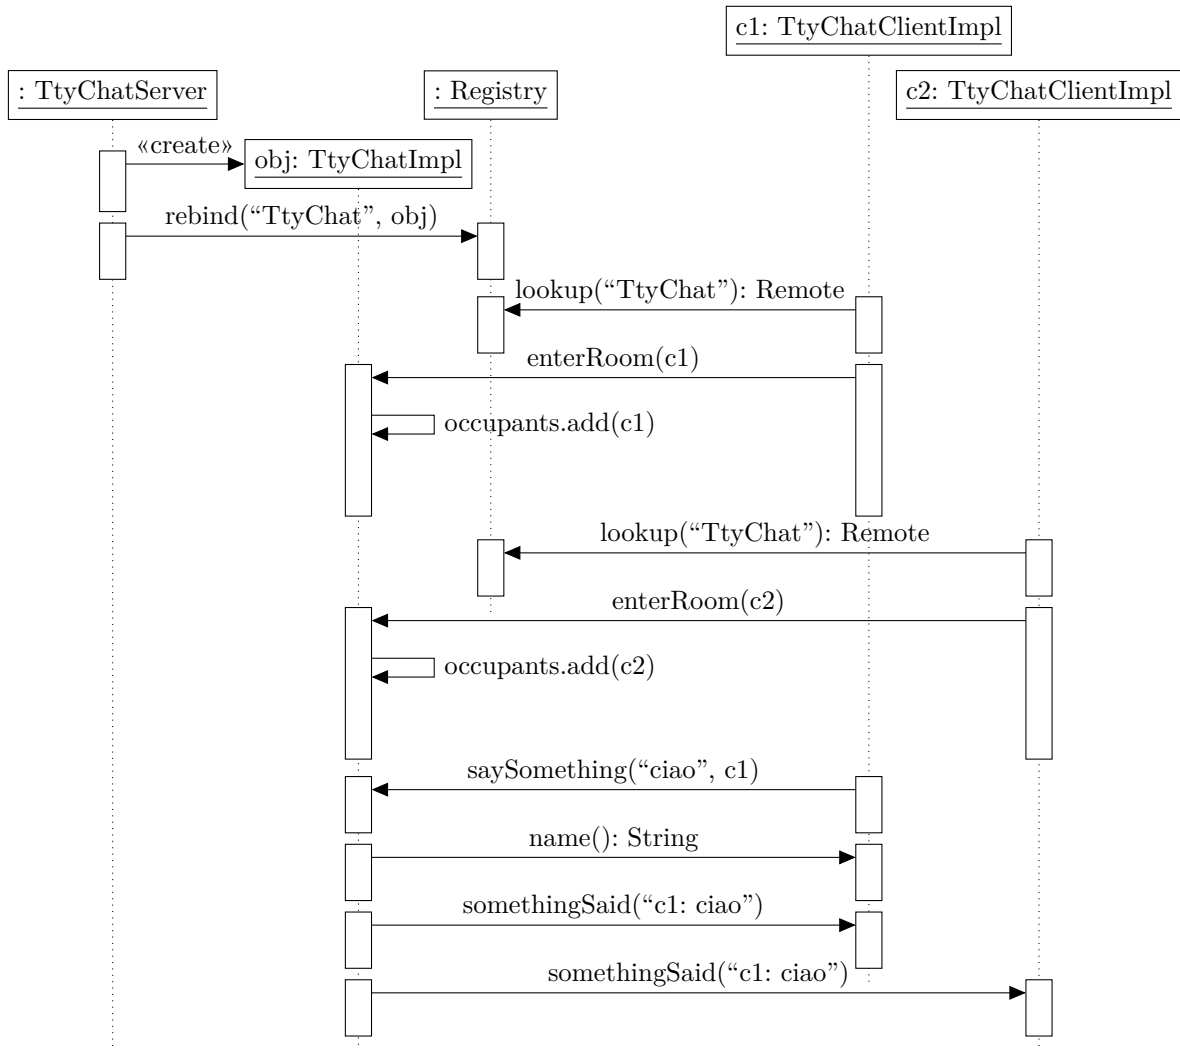 c1: TtyChatClientImpl
: TtyChatServer
: Registry
c2: TtyChatClientImpl
«create»
obj: TtyChatImpl
rebind(“TtyChat”, obj)
lookup(“TtyChat”): Remote
enterRoom(c1)
occupants.add(c1)
lookup(“TtyChat”): Remote
enterRoom(c2)
occupants.add(c2)
saySomething(“ciao”, c1)
name(): String
somethingSaid(“c1: ciao”)
somethingSaid(“c1: ciao”)